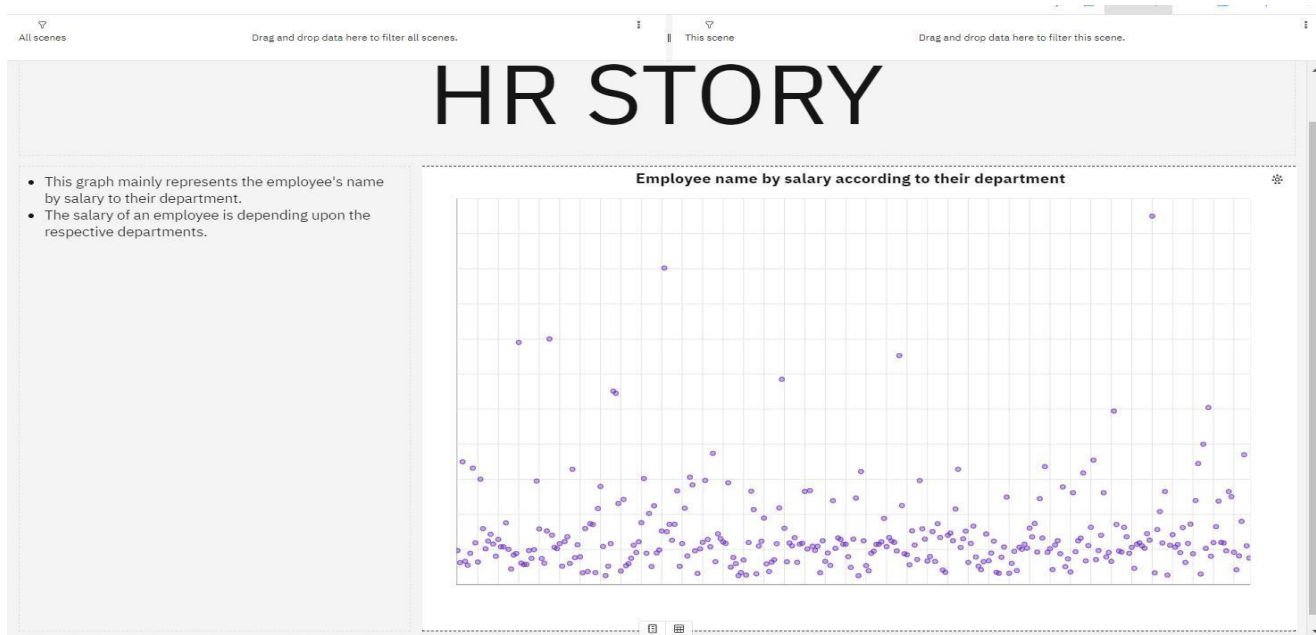 All scenes
Drag and drop data here to filter all scenes.
This scene
Drag and drop data here to filter this scene.
HR STORY
This graph mainly represents the employee's name
by salary to their department.
The salary of an employee is depending upon the
respective departments.
Employee name by salary according to their department